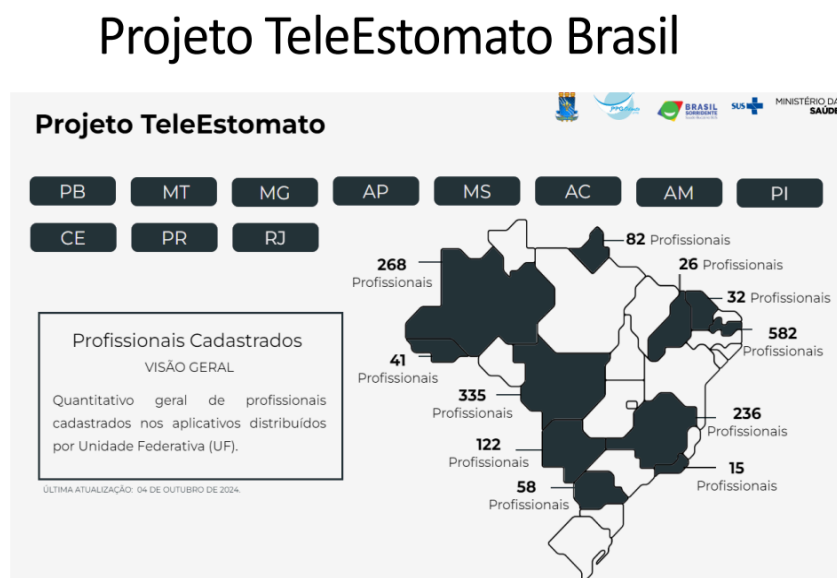 Projeto TeleEstomato Brasil
BRASIL
SORRIDENTE
SUS
MINISTÉRIO DA
SAÚDE
Projeto TeleEstomato
PB MT MG AP MS AC AM PI
CE PR RJ
82 Profissionais
268
Profissionais
26 Profissionais
32 Profissionais
582
Profissionais
Profissionais Cadastrados
VISÃO GERAL
Quantitativo geral de profissionais
cadastrados nos aplicativos distribuídos
por Unidade Federativa (UF).
41
Profissionais
335
Profissionais
236
Profissionais
122
Profissionais
15
Profissionais
58
Profissionais
ÚLTIMA ATUALIZAÇÃO: 04 DE OUTUBRO DE 2024.